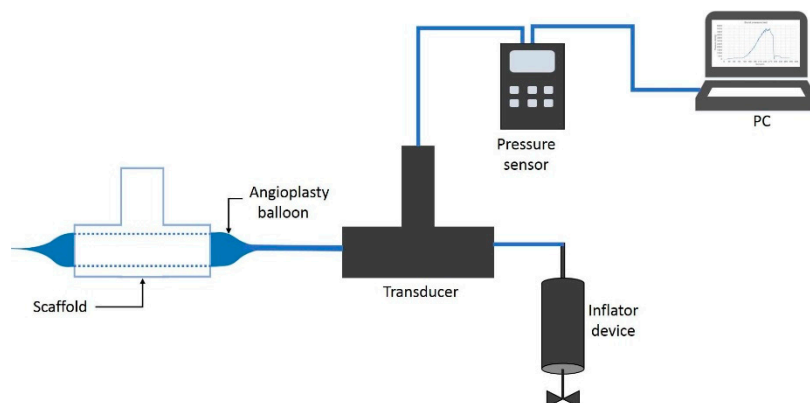 PC
Pressure
sensor
Angioplasty
balloon
Transducer
Scaffold
Inflator
device